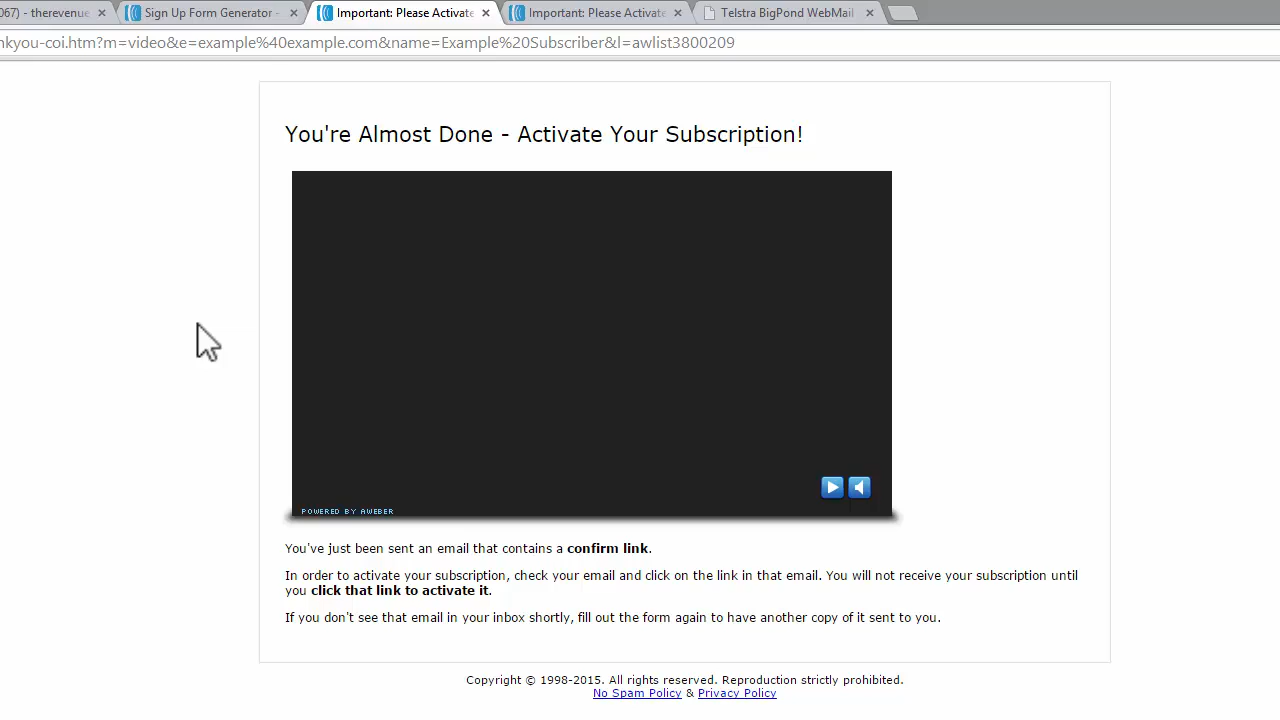 067) - therevenue
Sign Up Form Generator -
Important: Please Activate
Important: Please Activate
Telstra BigPond WebMail
nkyou-coi.htm?m=video&e=example%40example.com&name=Example%20Subscriber&l=awlist3800209
You're Almost Done - Activate Your Subscription!
POWERED BY AWEBER
You've just been sent an email that contains a confirm link.
In order to activate your subscription, check your email and click on the link in that email. You will not receive your subscription until
you click that link to activate it.
If you don't see that email in your inbox shortly, fill out the form again to have another copy of it sent to you.
Copyright © 1998-2015. All rights reserved. Reproduction strictly prohibited.
No Spam Policy & Privacy Policy